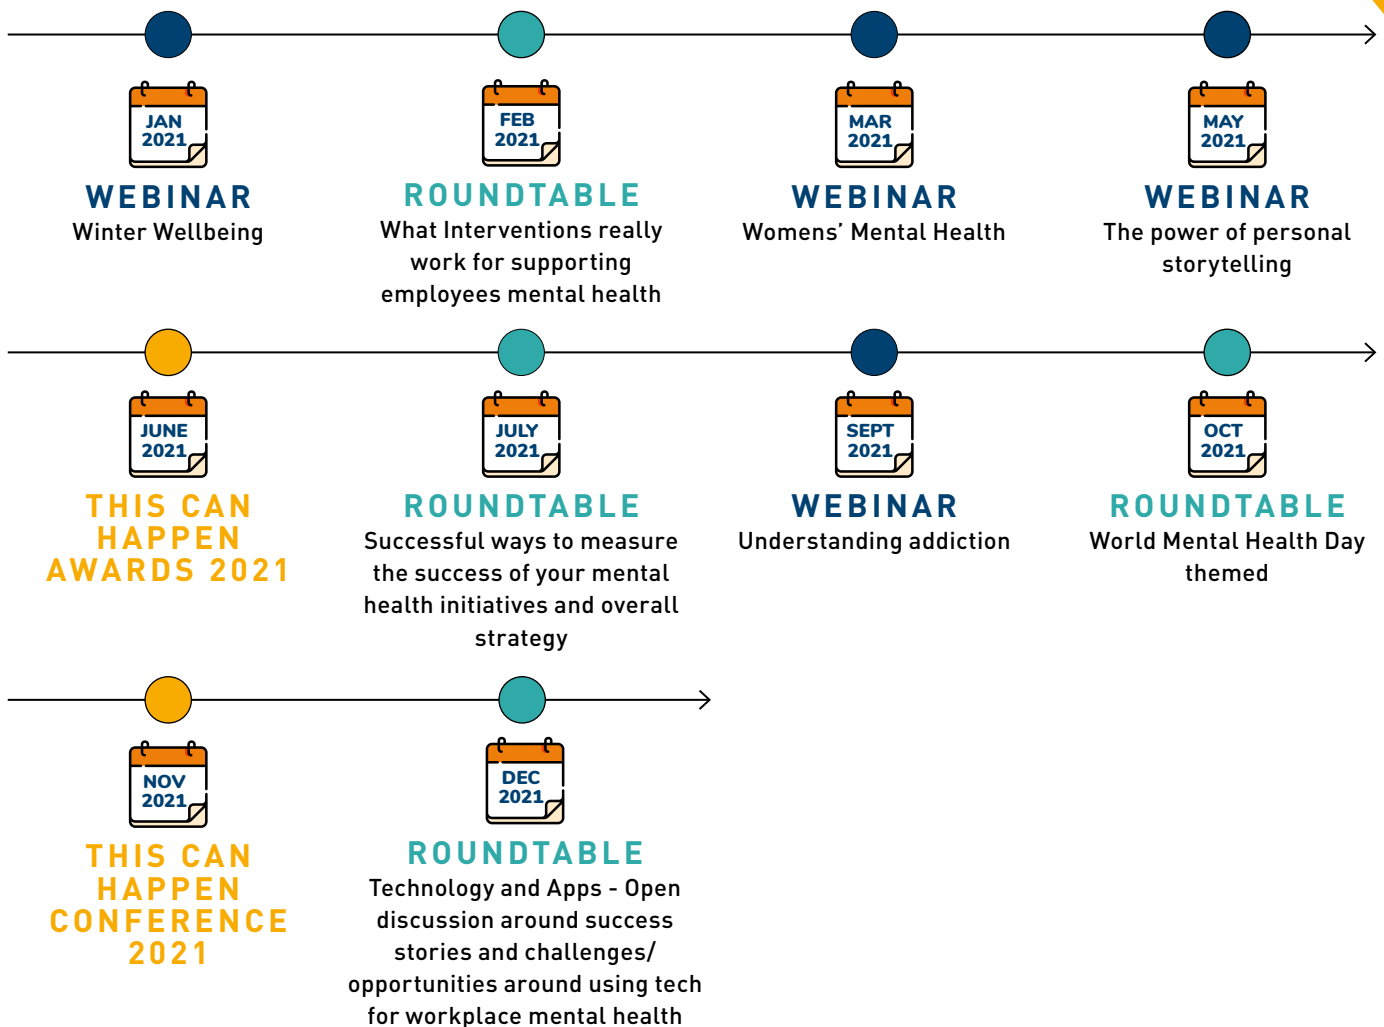 JAN
2021
WEBINAR
Winter Wellbeing
FEB
2021
ROUNDTABLE
What Interventions really
work for supporting
employees mental health
MAR
2021
WEBINAR
Womens’ Mental Health
MAY
2021
WEBINAR
The power of personal
storytelling
JUNE
2021
THIS CAN
HAPPEN
AWARDS 2021
JULY
2021
ROUNDTABLE
Successful ways to measure
the success of your mental
health initiatives and overall
strategy
SEPT
2021
WEBINAR
Understanding addiction
OCT
2021
ROUNDTABLE
World Mental Health Day
themed
NOV
2021
THIS CAN
HAPPEN
CONFERENCE
2021
DEC
2021
ROUNDTABLE
Technology and Apps - Open
discussion around success
stories and challenges/
opportunities around using tech
for workplace mental health